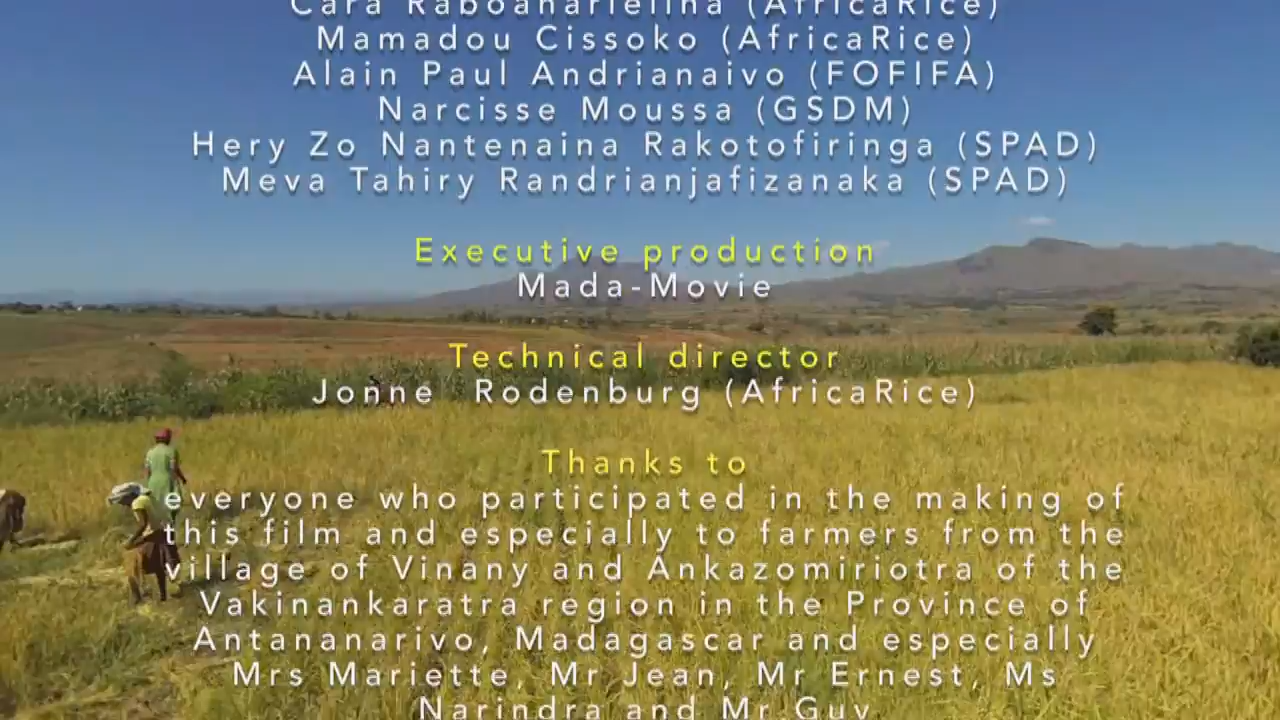 Cara Raboanarielina (AfricaRice)
Mamadou Cissoko (AfricaRice)
Alain Paul Andrianaivo (FOFIFA)
Narcisse Moussa (GSDM)
Hery Zo Nantenaina Rakotofiringa (SPAD)
Meva Tahiry Randrianjafizanaka (SPAD)
Executive production
Mada-Movie
Technical director
Jonne Rodenburg (AfricaRice)
Thanks to
everyone who participated in the making of
this film and especially to farmers from the
village of Vinany and Ankazomiriotra of the
Vakinankaratra region in the Province of
Antananarivo, Madagascar and especially
Mrs Mariette, Mr Jean, Mr Ernest, Ms
Narindra and Mr Guy